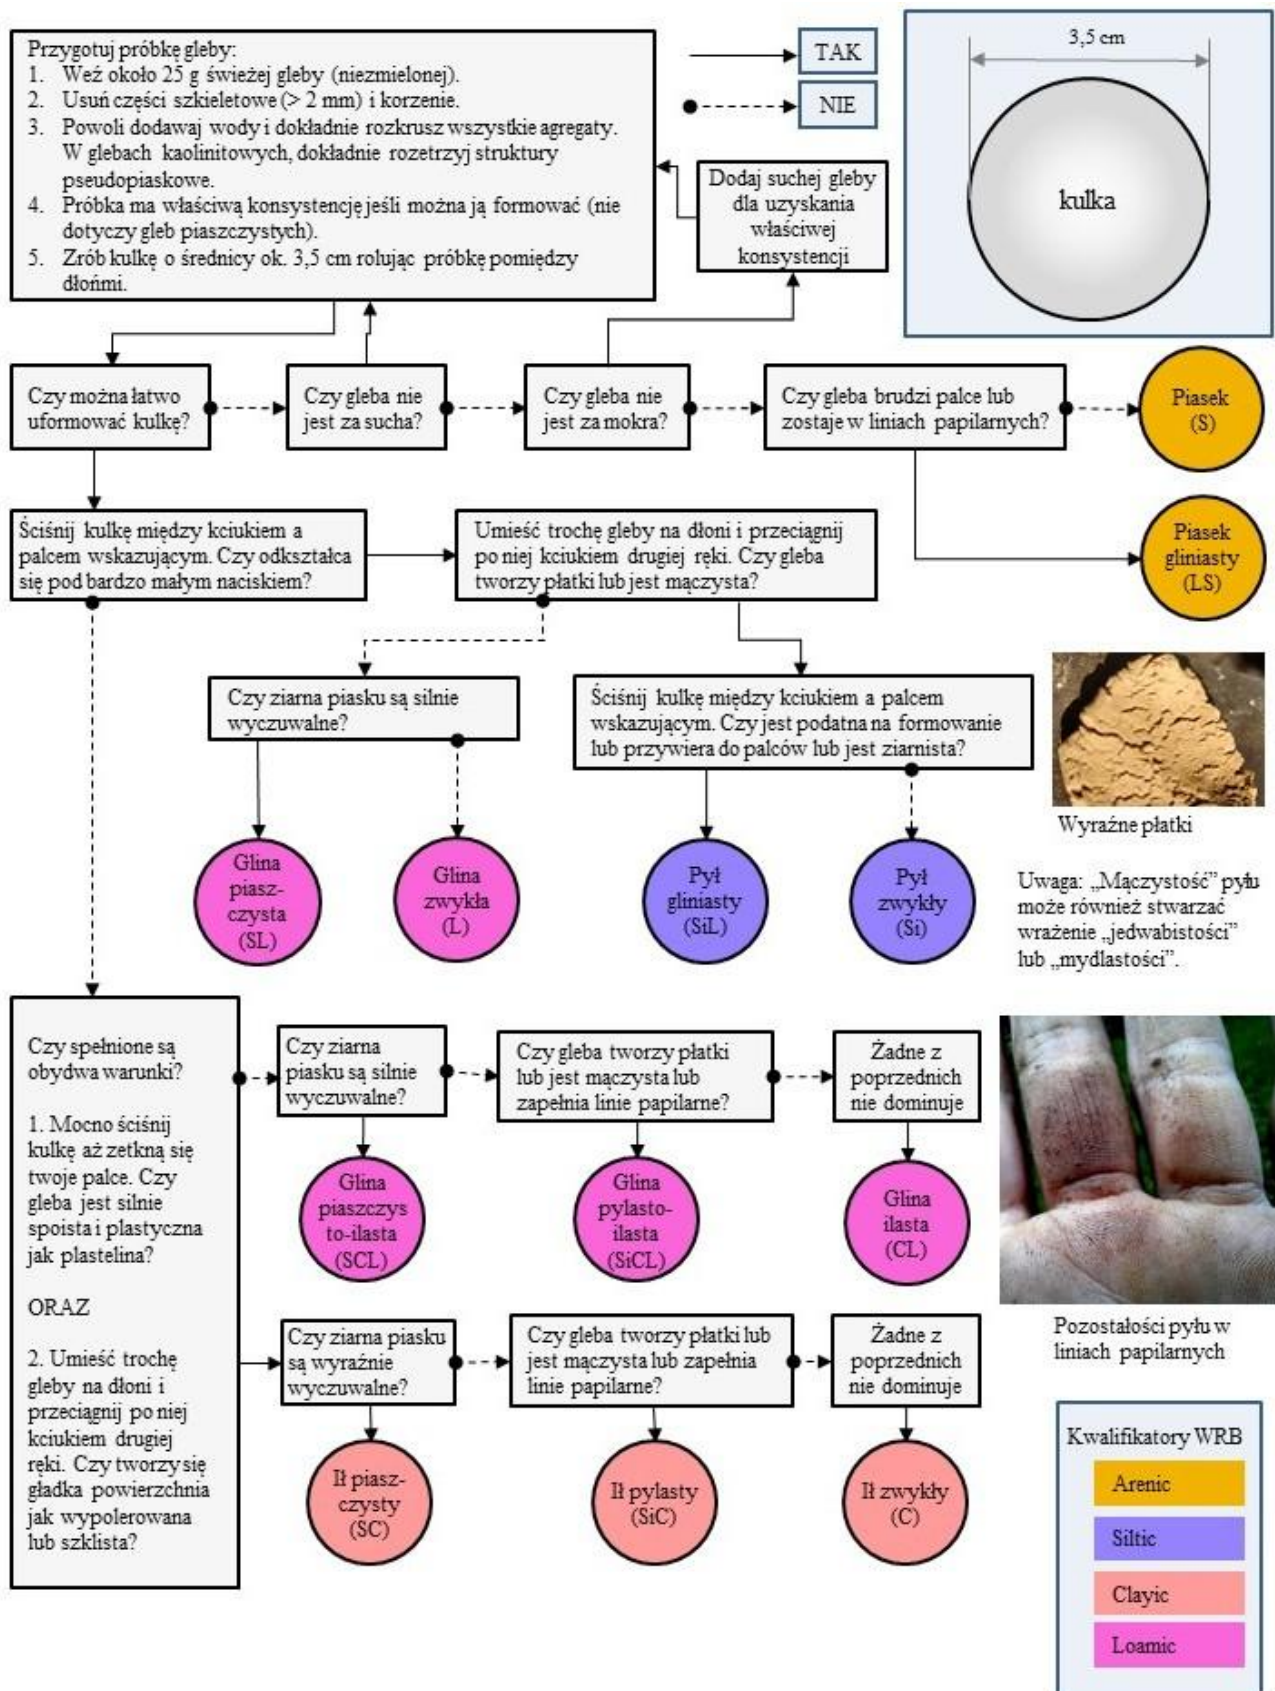 Przygotuj próbkę gleby:
1. Weź około 25 g świeżej gleby (niezmielonej).
2. Usuń części szkieletowe (> 2 mm) i korzenie.
3. Powoli dodawaj wody i dokładnie rozkrusz wszystkie agregaty.
W glebach kaolinitowych, dokładnie rozetrzyj struktury
pseudopiaskowe.
4. Próbka ma właściwą konsystencję jeśli można ją formować (nie
dotyczy gleb piaszczystych).
5. Zrób kulkę o średnicy ok. 3,5 cm rolując próbkę pomiędzy
dłońmi.
TAK
NIE
Dodaj suchej gleby
dla uzyskania
właściwej
konsystencji
3,5 cm
kulka
Czy można łatwo
uformować kulkę?
Czy gleba nie
jest za sucha?
Czy gleba nie
jest za mokra?
Czy gleba brudzi palce lub
zostaje w liniach papilarnych?
Piasek
(S)
Ściśnij kulkę między kciukiem a
palcem wskazującym. Czy odkształca
się pod bardzo małym naciskiem?
Umieść trochę gleby na dłoni i przeciągnij
po niej kciukiem drugiej ręki. Czy gleba
tworzy płatki lub jest mączysta?
Piasek
gliniasty
(LS)
Czy ziarna piasku są silnie
wyczuwalne?
Ściśnij kulkę między kciukiem a palcem
wskazującym. Czy jest podatna na formowanie
lub przywiera do palców lub jest ziarnista?
Wyraźne płatki
Glina
piasz-
czysta
(SL)
Glina
zwykła
(L)
Pył
gliniasty
(SiL)
Pył
zwykły
(Si)
Uwaga: „Mączystość” pyłu
może również stwarzać
wrażenie „jedwabistości”
lub „mydlastości”.
Czy spełnione są
obydwa warunki?
1. Mocno ściśnij
kulkę aż zetkną się
twoje palce. Czy
gleba jest silnie
spoista i plastyczna
jak plastelina?
ORAZ
2. Umieść trochę
gleby na dłoni i
przeciągnij po niej
kciukiem drugiej
ręki. Czy tworzy się
gładka powierzchnia
jak wypolerowana
lub szklista?
Czy ziarna
piasku są silnie
wyczuwalne?
Czy gleba tworzy płatki
lub jest mączysta lub
zapełnia linie papilarne?
Żadne z
poprzednich
nie dominuje
Glina
piaszczys
to-ilasta
(SCL)
Glina
pylasto-
ilasta
(SiCL)
Glina
ilasta
(CL)
Czy ziarna piasku
są wyraźnie
wyczuwalne?
Czy gleba tworzy płatki lub
jest mączysta lub zapełnia
linie papilarne?
Żadne z
poprzednich
nie dominuje
Pozostałości pyłu w
liniach papilarnych
Ił piasz-
czysty
(SC)
Ił pylasty
(SiC)
Ił zwykły
(C)
Kwalifikatory WRB
Arenic
Siltic
Clayic
Loamic